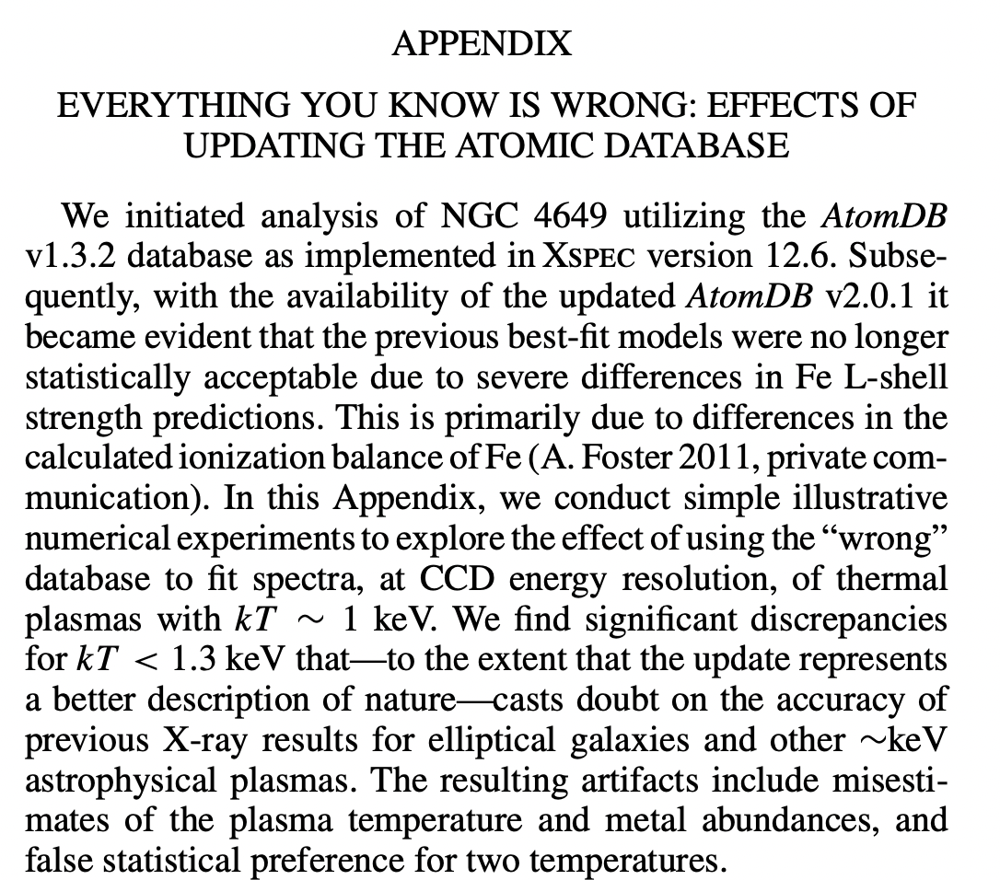 APPENDIX
EVERYTHING YOU KNOW IS WRONG: EFFECTS OF
UPDATING THE ATOMIC DATABASE
We initiated analysis of NGC 4649 utilizing the AtomDB
v1.3.2 database as implemented in XSPEC version 12.6. Subse-
quently, with the availability of the updated AtomDB v2.0.1 it
became evident that the previous best-fit models were no longer
statistically acceptable due to severe differences in Fe L-shell
strength predictions. This is primarily due to differences in the
calculated ionization balance of Fe (A. Foster 2011, private com-
munication). In this Appendix, we conduct simple illustrative
numerical experiments to explore the effect of using the “wrong”
database to fit spectra, at CCD energy resolution, of thermal
plasmas with kT ∼ 1 keV. We find significant discrepancies
for kT < 1.3 keV that—to the extent that the update represents
a better description of nature—casts doubt on the accuracy of
previous X-ray results for elliptical galaxies and other ∼keV
astrophysical plasmas. The resulting artifacts include misesti-
mates of the plasma temperature and metal abundances, and
false statistical preference for two temperatures.